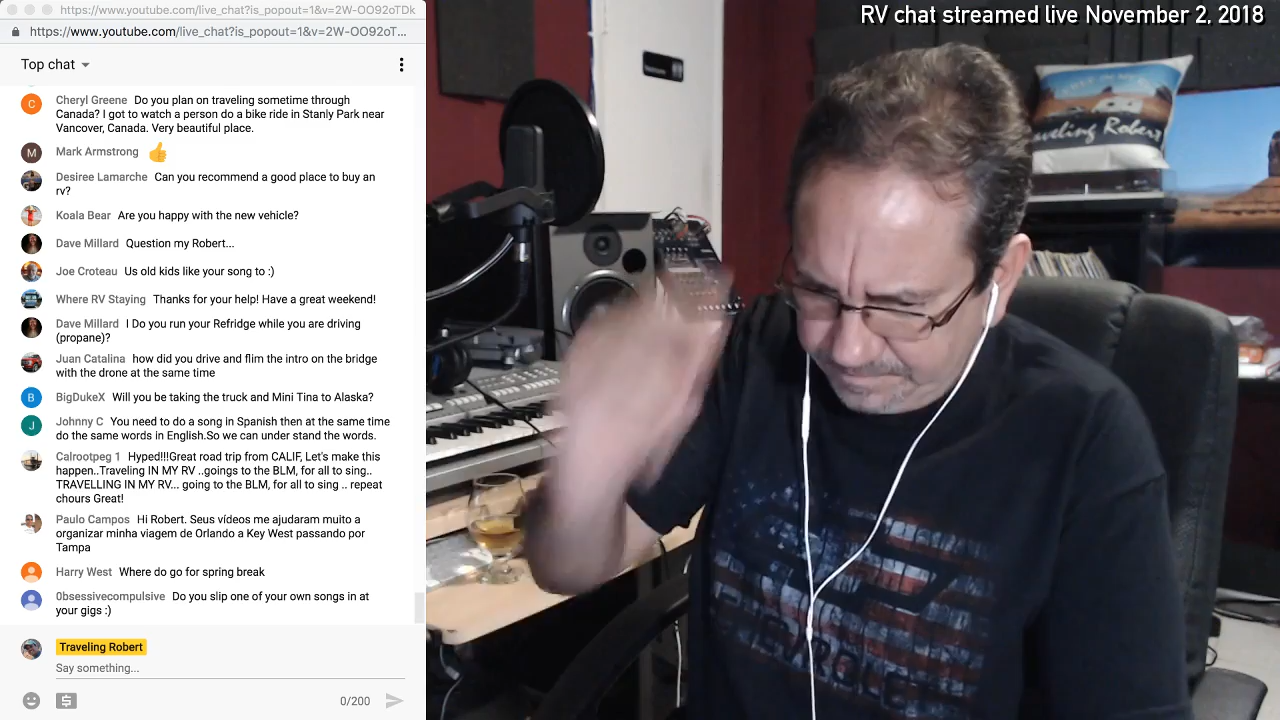 https://www.youtube.com/live_chat?is_popout=1&v=2W-OO92oTDk
RV chat streamed live November 2, 2018
https://www.youtube.com/live_chat?is_popout=1&v=2W-OO92oT...
Top chat
C Cheryl Greene Do you plan on traveling sometime through
Canada? I got to watch a person do a bike ride in Stanly Park near
Vancover, Canada. Very beautiful place.
M Mark Armstrong 👍
Desiree Lamarche Can you recommend a good place to buy an
rv?
Koala Bear Are you happy with the new vehicle?
Dave Millard Question my Robert...
Joe Croteau Us old kids like your song to :)
Where RV Staying Thanks for your help! Have a great weekend!
Dave Millard I Do you run your Refridge while you are driving
(propane)?
Juan Catalina how did you drive and flim the intro on the bridge
with the drone at the same time
B BigDukeX Will you be taking the truck and Mini Tina to Alaska?
J Johnny C You need to do a song in Spanish then at the same time
do the same words in English.So we can under stand the words.
Calrootpeg 1 Hyped!!!Great road trip from CALIF, Let's make this
happen..Traveling IN MY RV ..goings to the BLM, for all to sing..
TRAVELLING IN MY RV... going to the BLM, for all to sing .. repeat
chours Great!
Paulo Campos Hi Robert. Seus vídeos me ajudaram muito a
organizar minha viagem de Orlando a Key West passando por
Tampa
Harry West Where do go for spring break
0bsessivecompulsive Do you slip one of your own songs in at
your gigs :)
Traveling Robert
Say something...
0/200
Traveling Robert
CHEVROLET